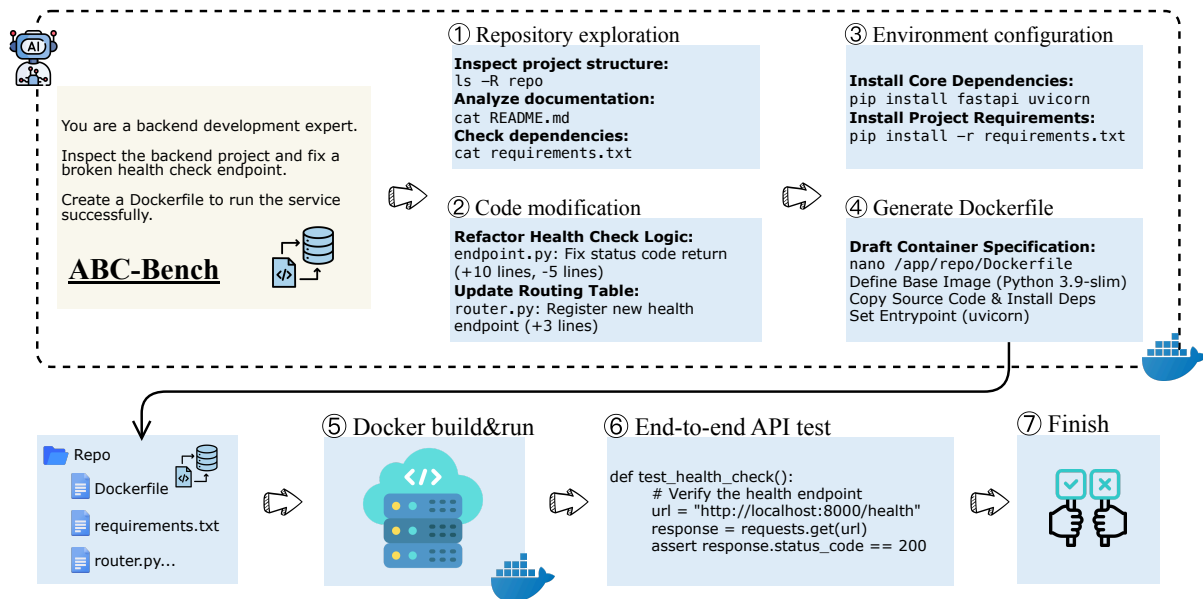 AI
You are a backend development expert.
Inspect the backend project and fix a
broken health check endpoint.
Create a Dockerfile to run the service
successfully.
ABC-Bench
</>
① Repository exploration
Inspect project structure:
ls –R repo
Analyze documentation:
cat README.md
Check dependencies:
cat requirements.txt
② Code modification
Refactor Health Check Logic:
endpoint.py: Fix status code return
(+10 lines, -5 lines)
Update Routing Table:
router.py: Register new health
endpoint (+3 lines)
③ Environment configuration
Install Core Dependencies:
pip install fastapi uvicorn
Install Project Requirements:
pip install –r requirements.txt
④ Generate Dockerfile
Draft Container Specification:
nano /app/repo/Dockerfile
Define Base Image (Python 3.9-slim)
Copy Source Code & Install Deps
Set Entrypoint (uvicorn)
Repo
</>
Dockerfile
requirements.txt
router.py...
⑤ Docker build&run
</>
⑥ End-to-end API test
def test_health_check():
# Verify the health endpoint
url = "http://localhost:8000/health"
response = requests.get(url)
assert response.status_code == 200
⑦ Finish